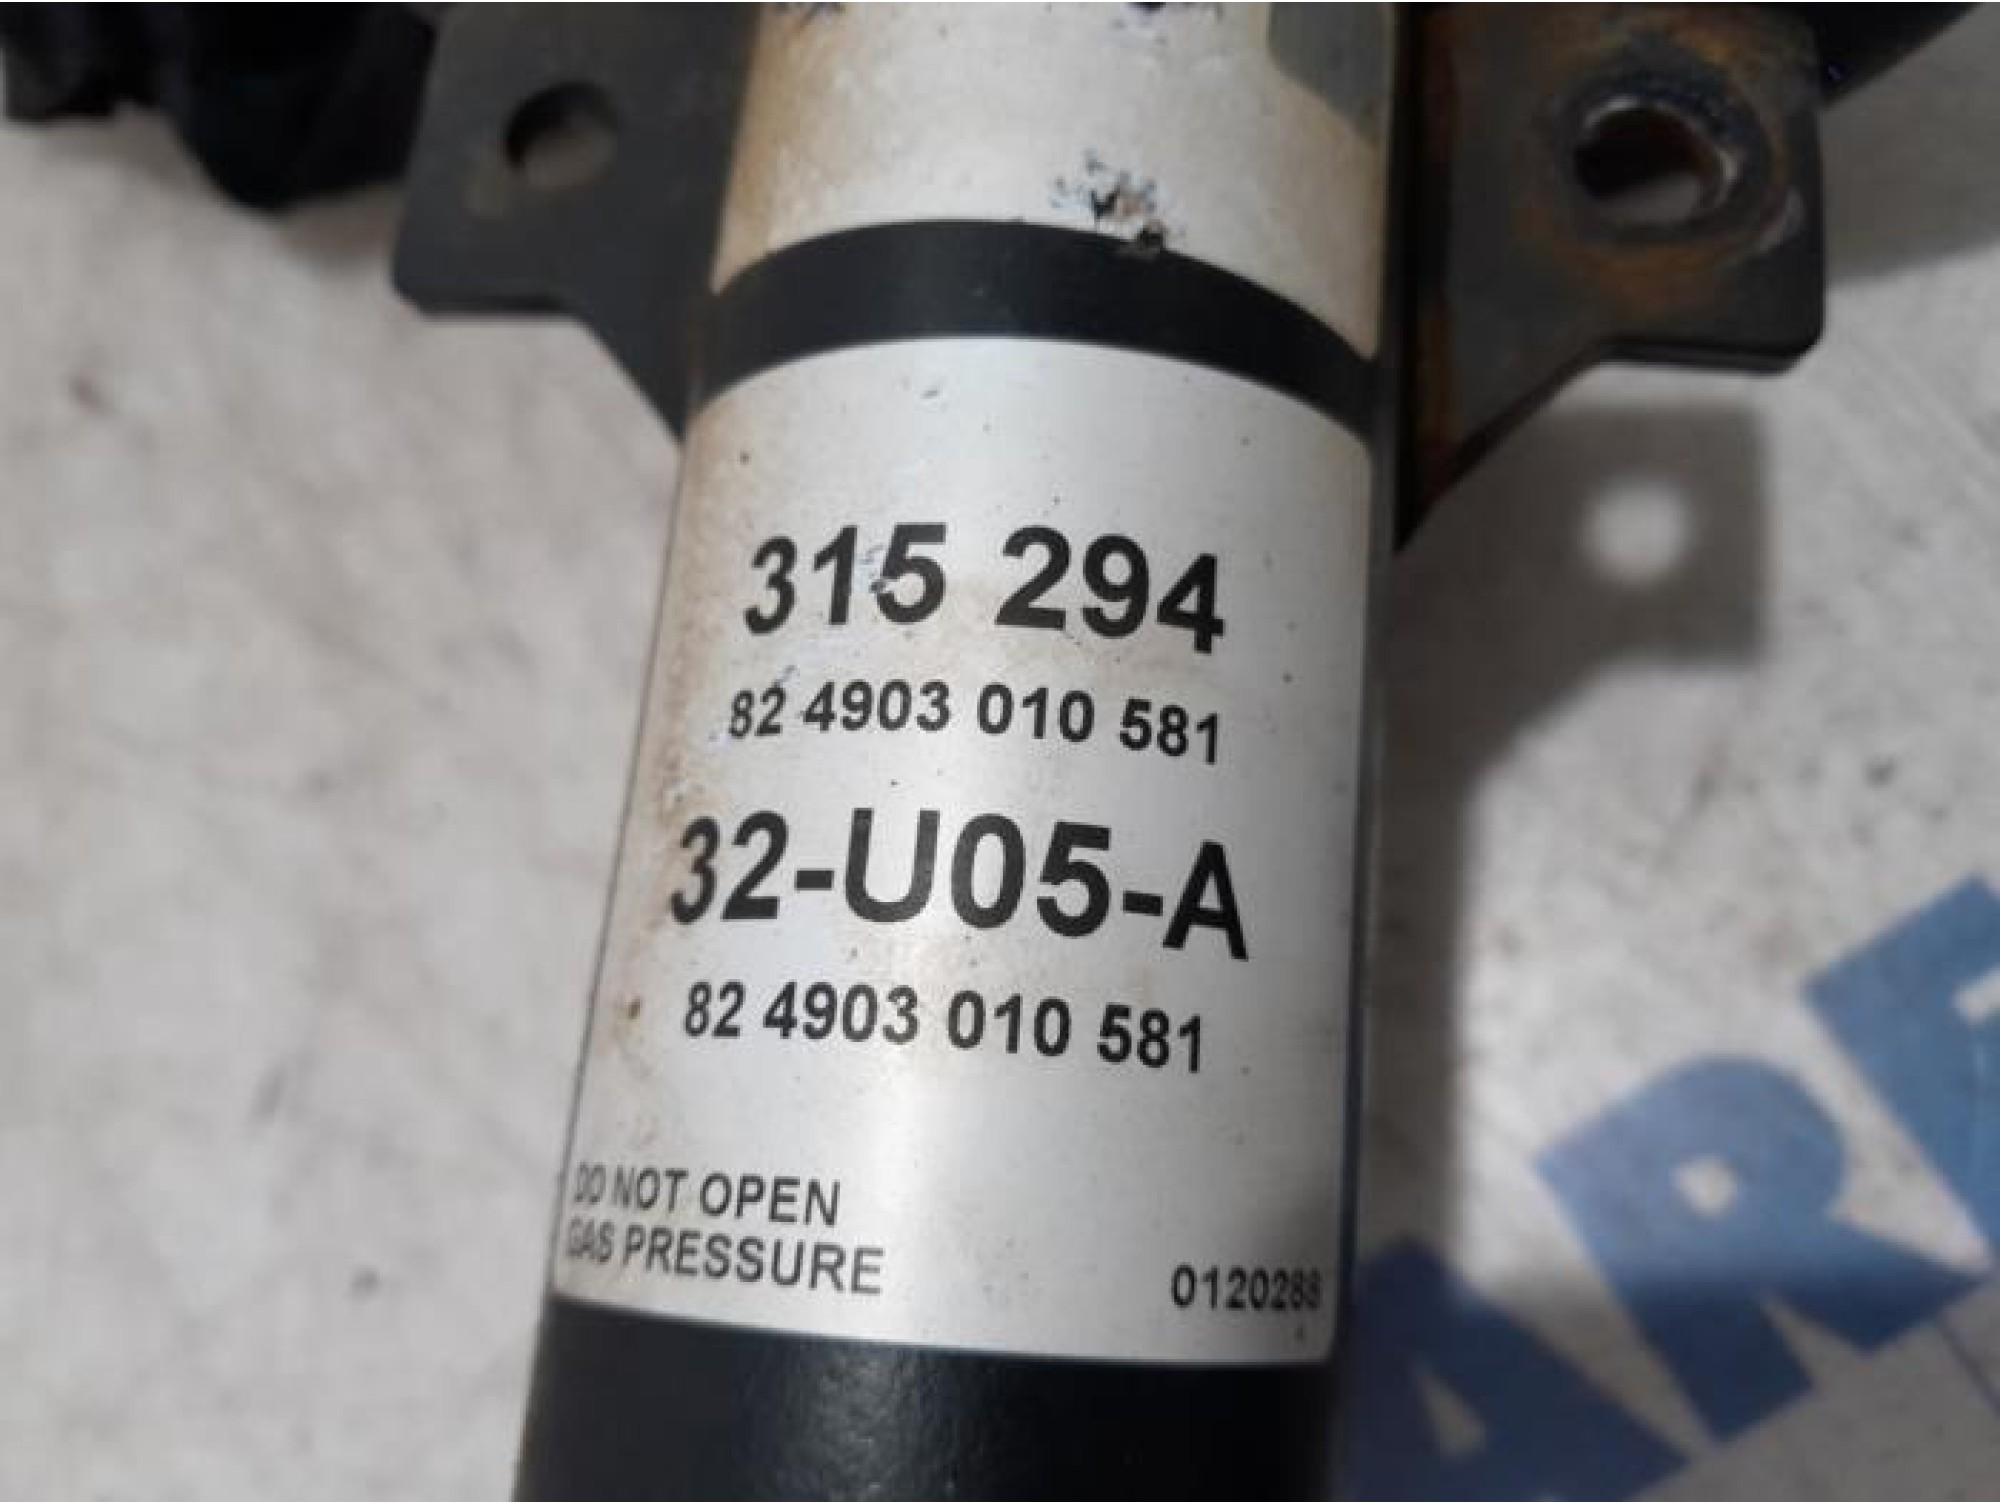 315 294
82 4903 010 581
32-U05-A
82 4903 010 581
DO NOT OPEN
GAS PRESSURE
0120288